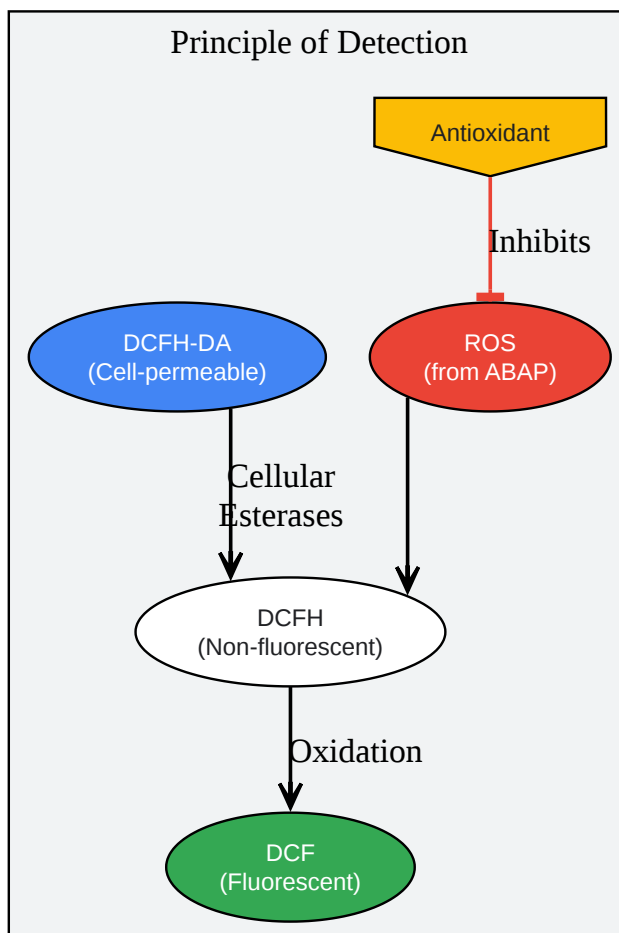 Principle of Detection
Antioxidant
Inhibits
DCFH-DA
(Cell-permeable)
ROS
(from ABAP)
Cellular
Esterases
DCFH
(Non-fluorescent)
Oxidation
DCF
(Fluorescent)